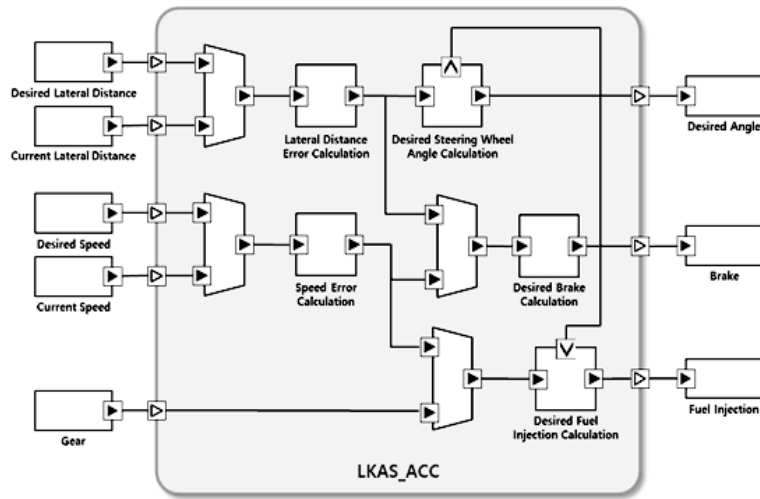 Desired Lateral Distance
Current Lateral Distance
Lateral Distance
Error Calculation
Desired Steering Wheel
Angle Calculation
Desired Angle
Desired Speed
Current Speed
Speed Error
Calculation
Desired Brake
Calculation
Brake
Gear
Desired Fuel
Injection Calculation
Fuel Injection
LKAS_ACC